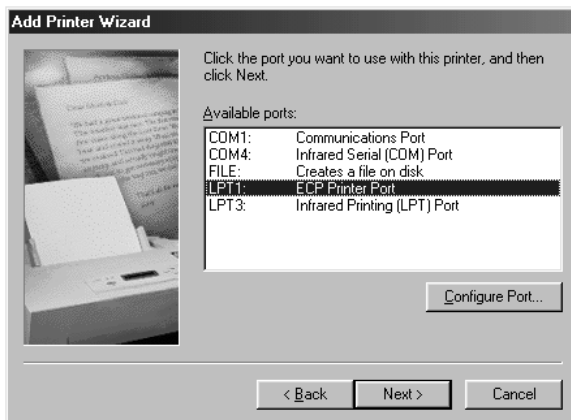 Add Printer Wizard
Click the port you want to use with this printer, and then
click Next.
Available ports:
COM1: Communications Port
COM4: Infrared Serial (COM) Port
FILE: Creates a file on disk
LPT1: ECP Printer Port
LPT3: Infrared Printing (LPT) Port
Configure Port...
< Back
Next >
Cancel